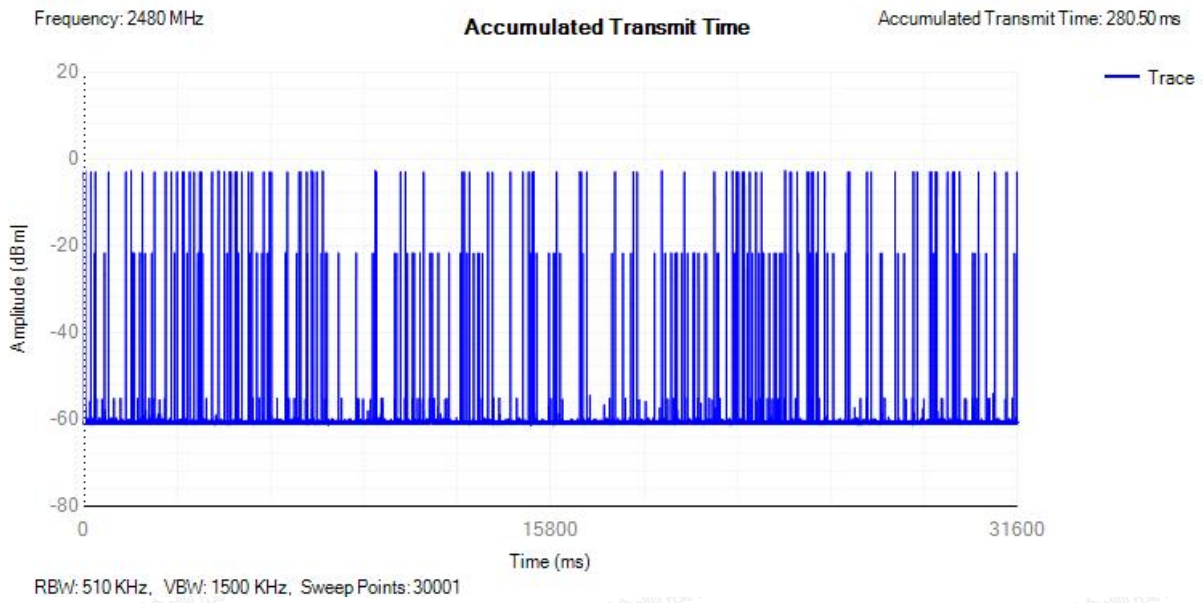 Frequency: 2480 MHz
Accumulated Transmit Time
Accumulated Transmit Time: 280.50 ms
Trace
20
0
-20
-40
-60
-80
Amplitude [dBm]
0
15800
31600
Time (ms)
RBW: 510 KHz, VBW: 1500 KHz, Sweep Points: 30001